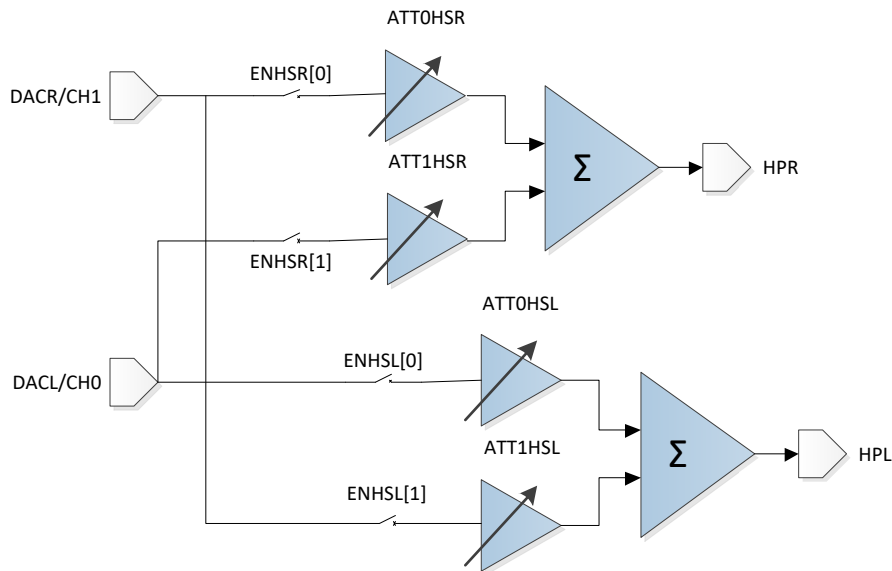 ATT0HSR
ENHSR[0]
DACR/CH1
ATT1HSR
Σ
HPR
ENHSR[1]
ATT0HSL
ENHSL[0]
DACL/CH0
ATT1HSL
Σ
HPL
ENHSL[1]